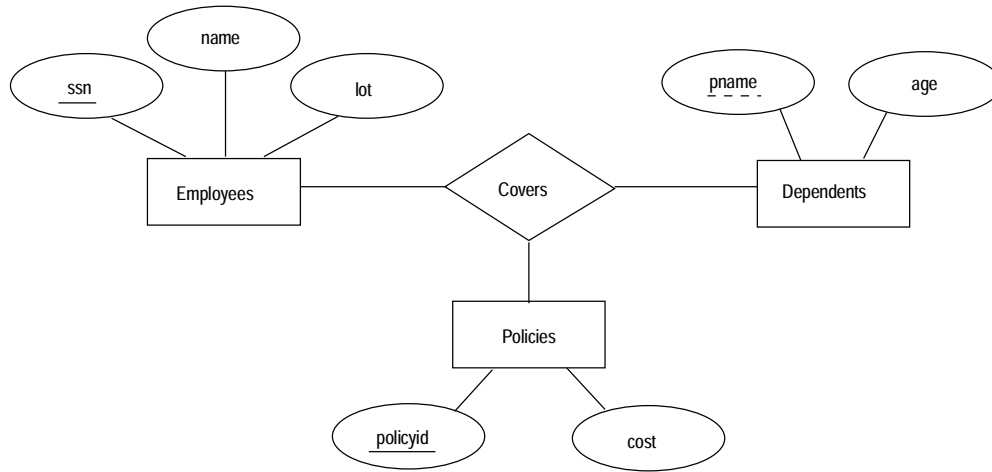 name
ssn
lot
pname
age
Employees
Covers
Dependents
Policies
policyid
cost